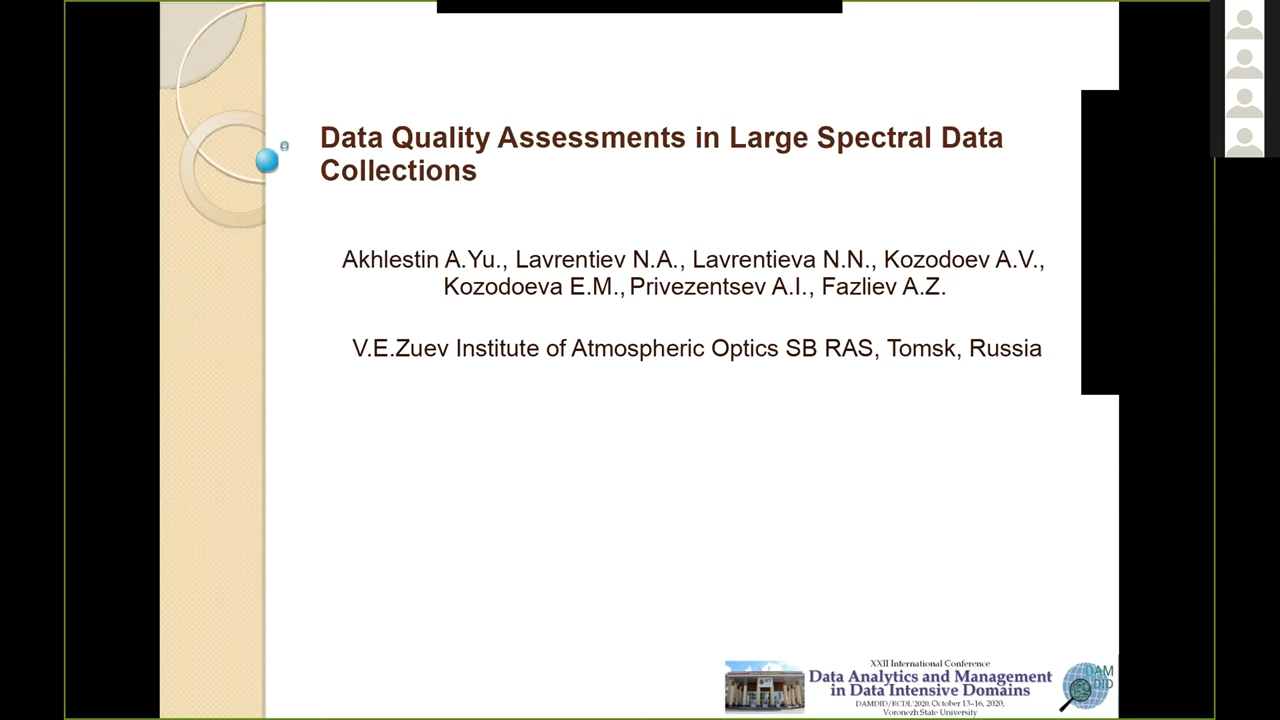 Data Quality Assessments in Large Spectral Data
Collections
Akhlestin A.Yu., Lavrentiev N.A., Lavrentieva N.N., Kozodoev A.V.,
Kozodoeva E.M., Privezentsev A.I., Fazliev A.Z.
V.E.Zuev Institute of Atmospheric Optics SB RAS, Tomsk, Russia
XXII International Conference
Data Analytics and Management
in Data Intensive Domains
DAMDID/RCDL'2020, October 13–16, 2020,
Voronezh State University
DAM
DID